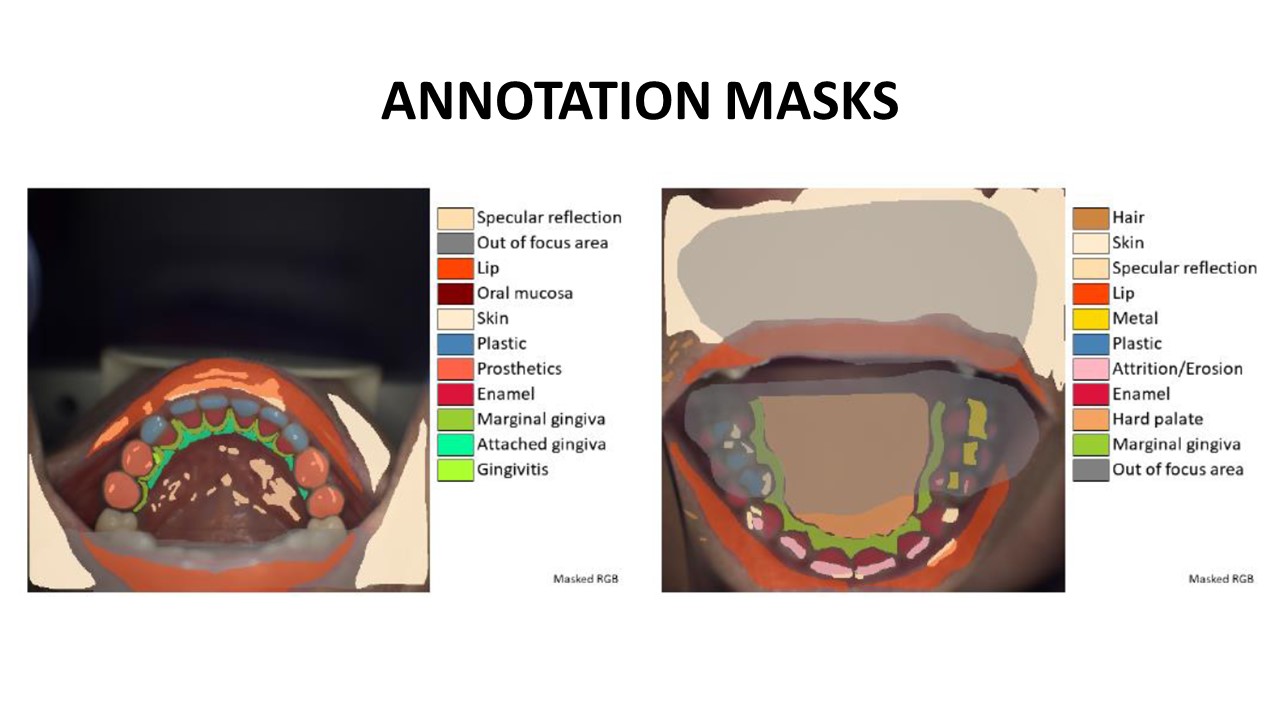 ANNOTATION MASKS
Specular reflection
Out of focus area
Lip
Oral mucosa
Skin
Plastic
Prosthetics
Enamel
Marginal gingiva
Attached gingiva
Gingivitis
Masked RGB
Hair
Skin
Specular reflection
Lip
Metal
Plastic
Attrition/Erosion
Enamel
Hard palate
Marginal gingiva
Out of focus area
Masked RGB